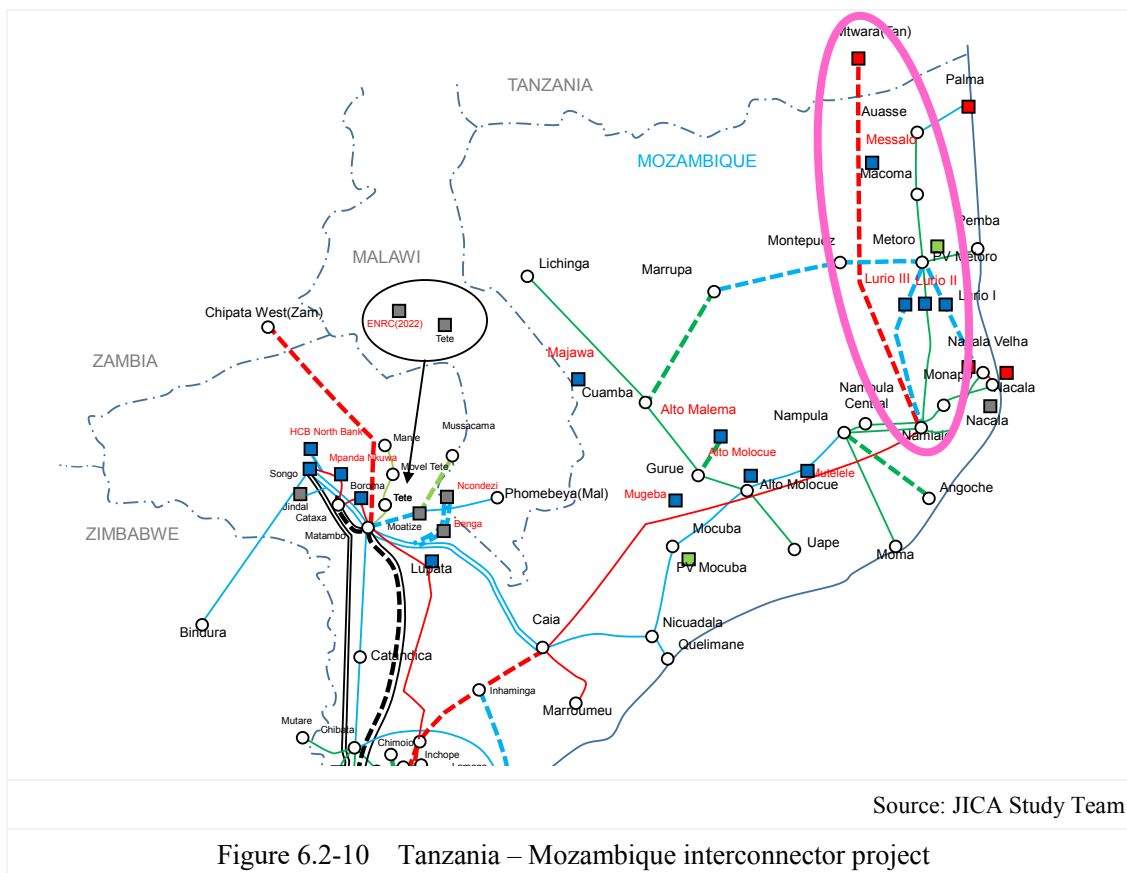 Mtwara(Tan)
TANZANIA
Palma
Auasse
Messalo
MOZAMBIQUE
Macoma
Pemba
Montepuez
Metoro
PV Metoro
MALAWI
Lichinga
Marrupa
Lurio III
Lurio II
Lurio I
Chipata West(Zam)
ENRC(2022)
Tete
Nacala Velha
ZAMBIA
Majawa
Monapo
Nacala
Cuamba
Nampula
Central
Alto Malema
Nampula
Nacala
Mussacama
HCB North Bank
Manje
Namialo
Mpanda Nkuwa
Movel Tete
Alto Molocue
Songo
Gurue
Mutelele
Boroma
Tete
Ncondezi
Phomebeya(Mal)
Mugeba
Alto Molocue
Angoche
Jindal
Cataxa
Moatize
Benga
ZIMBABWE
Matambo
Mocuba
Uape
Moma
Lupata
PV Mocuba
Bindura
Caia
Nicuadala
Quelimane
Catandica
Inhaminga
Marroumeu
Mutare
Chibata
Chimoio
Inchope
Source: JICA Study Team
Figure 6.2-10 Tanzania – Mozambique interconnector project